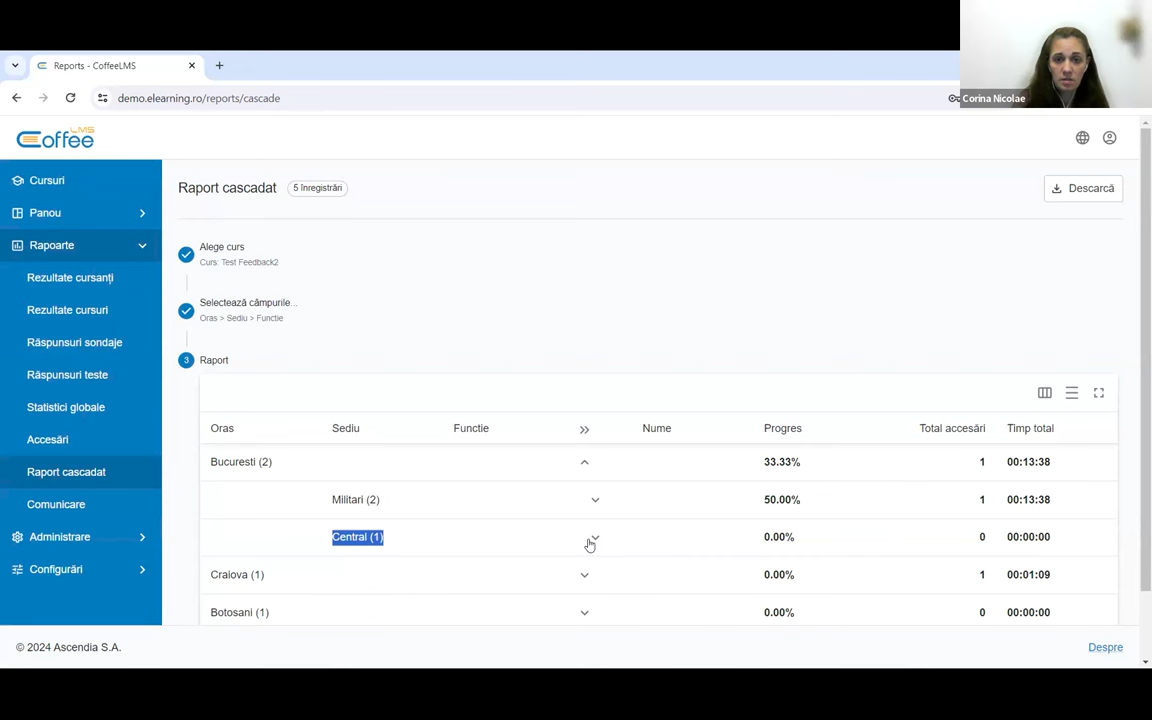 Reports - CoffeeLMS
demo.elearning.ro/reports/cascade
Corina Nicolae
Coffee LMS
Cursuri
Panou
Rapoarte
Rezultate cursanți
Rezultate cursuri
Răspunsuri sondaje
Răspunsuri teste
Statistici globale
Accesări
Raport cascadat
Comunicare
Administrare
Configurări
Raport cascadat 5 înregistrări
Descarcă
Alege curs
Curs: Test Feedback2
Selectează câmpurile...
Oras > Sediu > Functie
3 Raport
Oras Sediu Functie Nume Progres Total accesări Timp total
Bucuresti (2) 33.33% 1 00:13:38
Militari (2) 50.00% 1 00:13:38
Central (1) 0.00% 0 00:00:00
Craiova (1) 0.00% 1 00:01:09
Botosani (1) 0.00% 0 00:00:00
© 2024 Ascendia S.A.
Despre